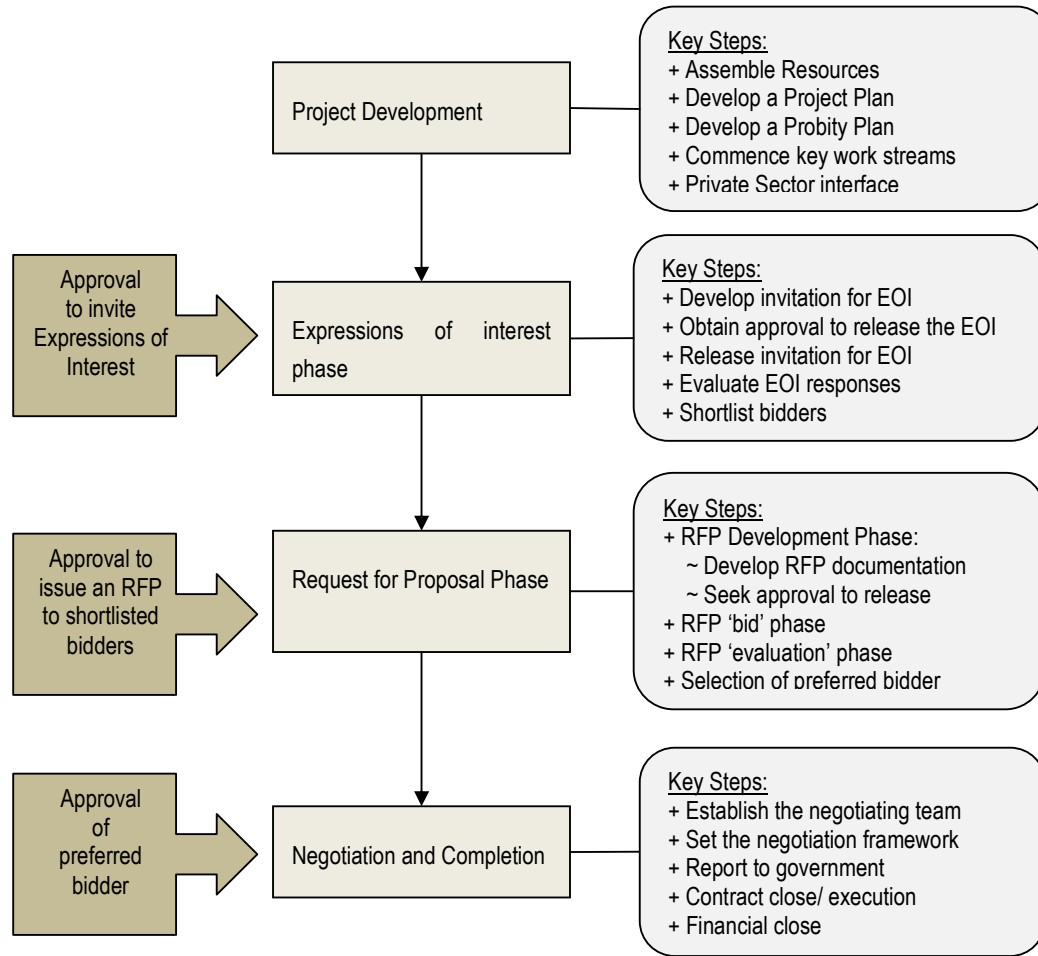 Project Development
Key Steps:
+ Assemble Resources
+ Develop a Project Plan
+ Develop a Probity Plan
+ Commence key work streams
+ Private Sector interface
Approval
to invite
Expressions of
Interest
Expressions of interest
phase
Key Steps:
+ Develop invitation for EOI
+ Obtain approval to release the EOI
+ Release invitation for EOI
+ Evaluate EOI responses
+ Shortlist bidders
Approval to
issue an RFP
to shortlisted
bidders
Request for Proposal Phase
Key Steps:
+ RFP Development Phase:
~ Develop RFP documentation
~ Seek approval to release
+ RFP ‘bid’ phase
+ RFP ‘evaluation’ phase
+ Selection of preferred bidder
Approval
of
preferred
bidder
Negotiation and Completion
Key Steps:
+ Establish the negotiating team
+ Set the negotiation framework
+ Report to government
+ Contract close/ execution
+ Financial close